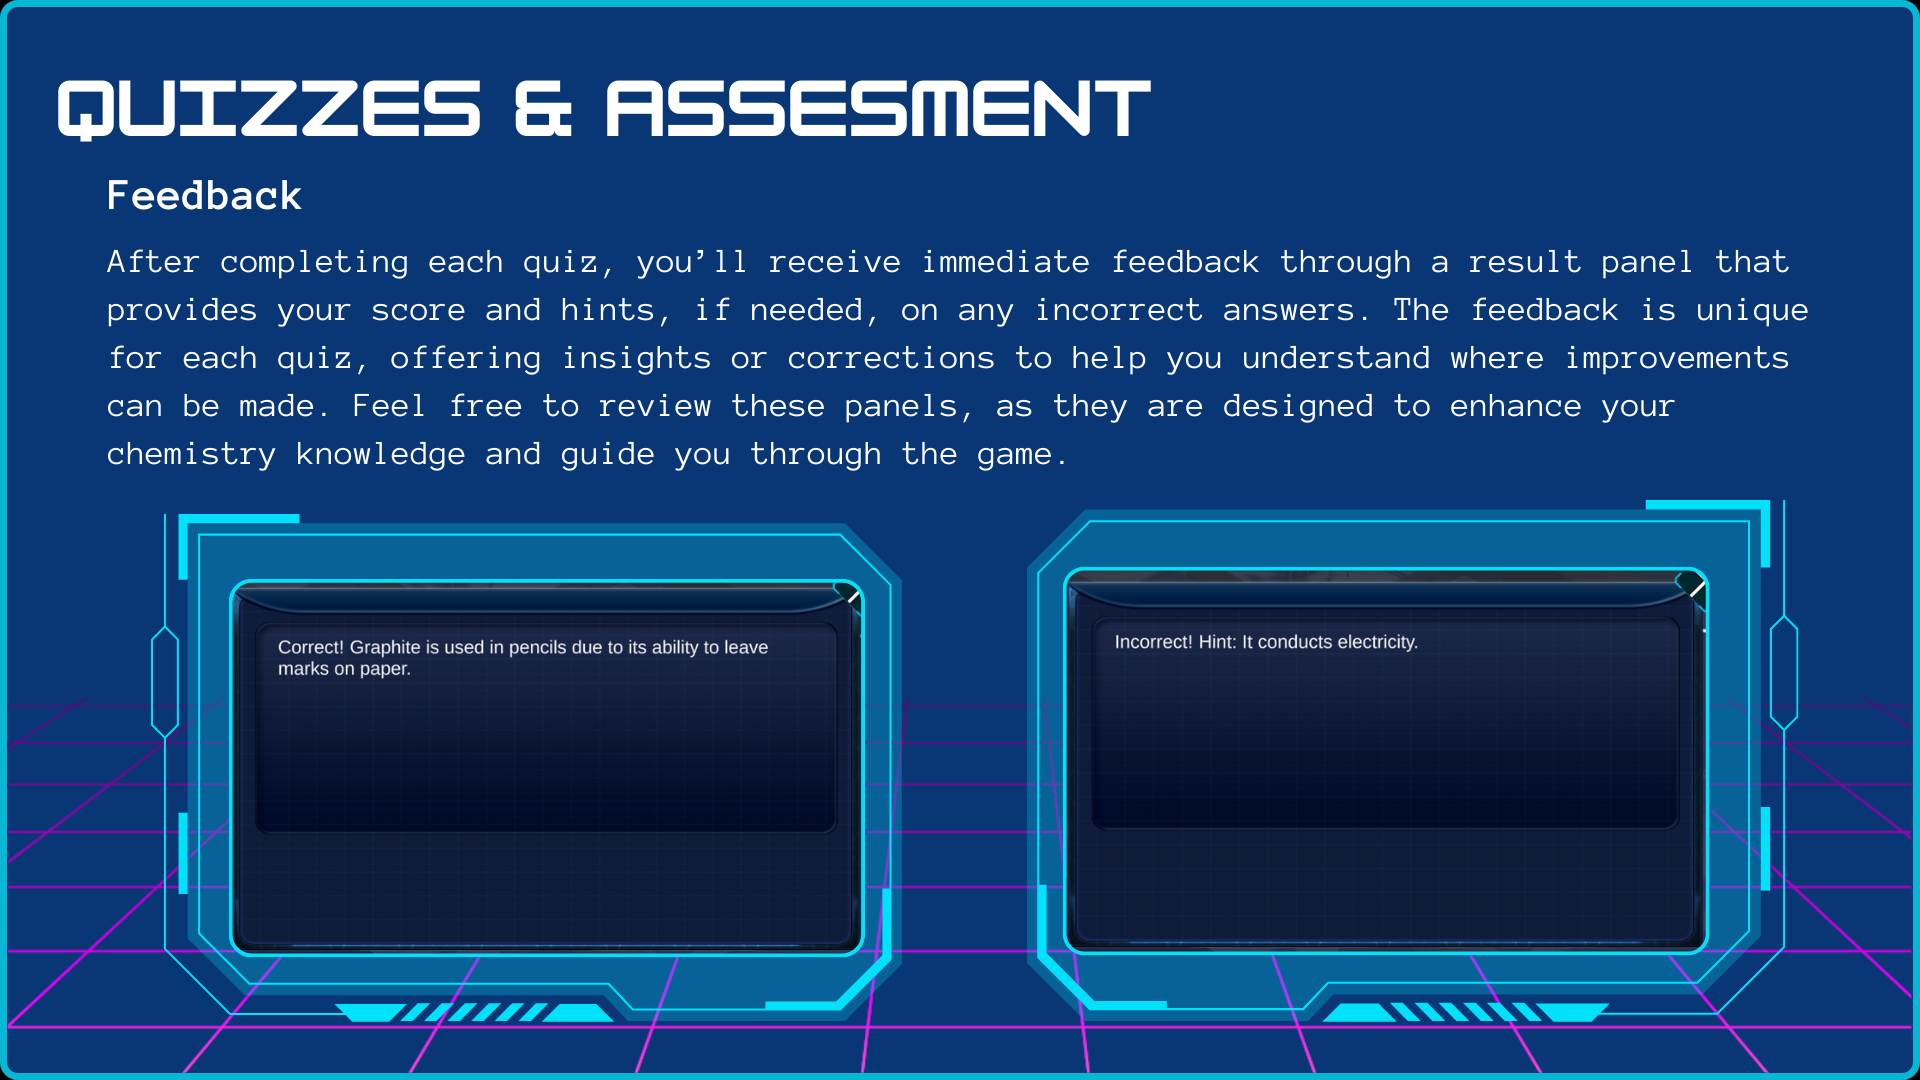 QUIZZES & ASSESMENT
Feedback
After completing each quiz, you’ll receive immediate feedback through a result panel that
provides your score and hints, if needed, on any incorrect answers. The feedback is unique
for each quiz, offering insights or corrections to help you understand where improvements
can be made. Feel free to review these panels, as they are designed to enhance your
chemistry knowledge and guide you through the game.
Correct! Graphite is used in pencils due to its ability to leave
marks on paper.
Incorrect! Hint: It conducts electricity.